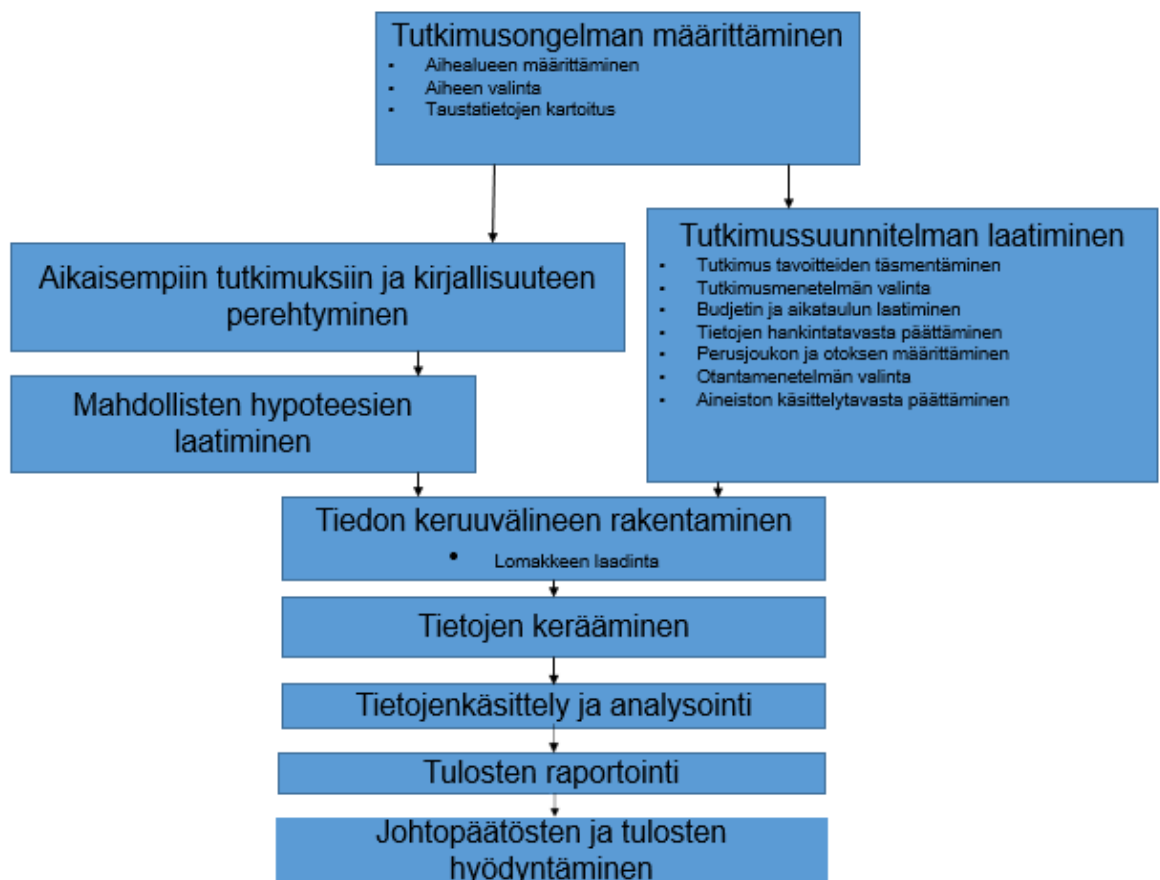 Tutkimusongelman määrittäminen
▪ Aihealueen määrittäminen
▪ Aiheen valinta
▪ Taustatietojen kartoitus
Aikaisempiin tutkimuksiin ja kirjallisuuteen
perehtyminen
Mahdollisten hypoteesien
laatiminen
Tutkimussuunnitelman laatiminen
▪ Tutkimus tavoitteiden täsmentäminen
▪ Tutkimusmenetelmän valinta
▪ Budjetin ja aikataulun laatiminen
▪ Tietojen hankintatavasta päättäminen
▪ Perusjoukon ja otoksen määrittäminen
▪ Otantamenetelmän valinta
▪ Aineiston käsittelytavasta päättäminen
Tiedon keruuvälineen rakentaminen
• Lomakkeen laadinta
Tietojen kerääminen
Tietojenkäsittely ja analysointi
Tulosten raportointi
Johtopäätösten ja tulosten
hyödyntäminen